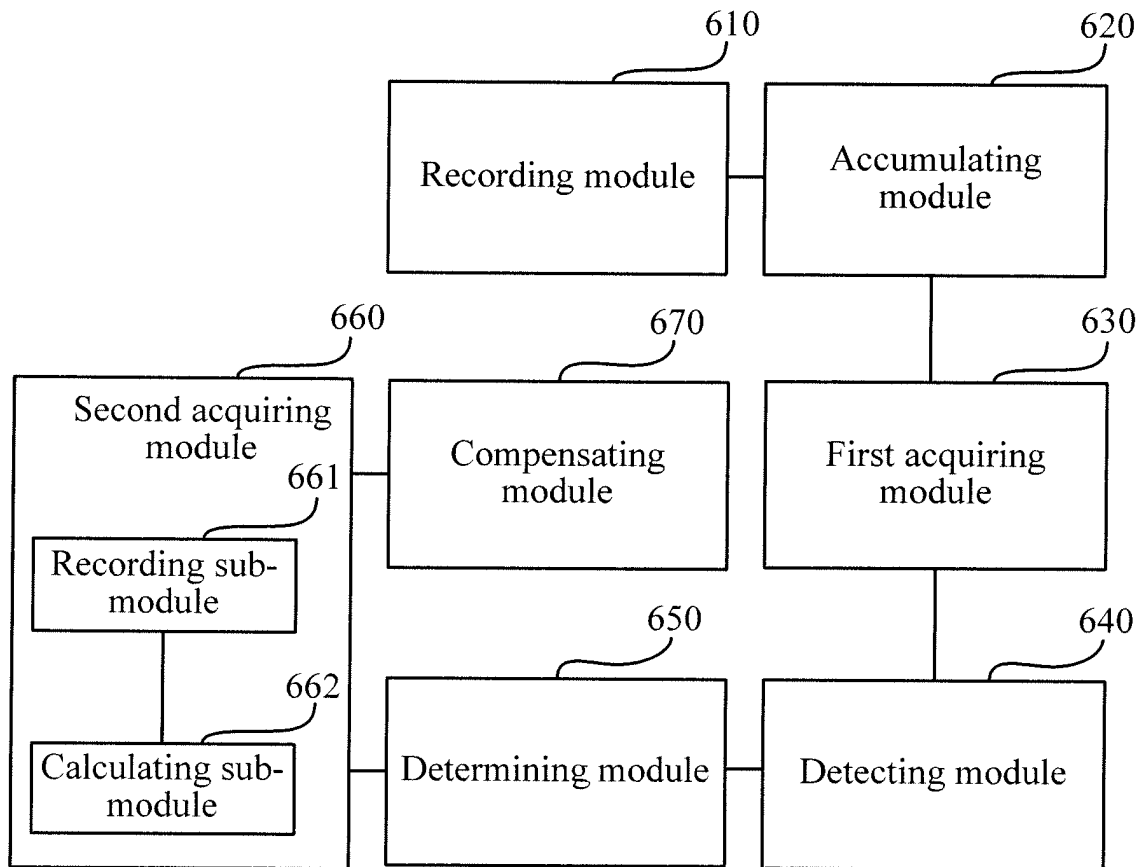 610
620
Recording module
Accumulating
module
660
670
630
Second acquiring
module
Compensating
module
First acquiring
module
661
Recording sub-
module
650
640
662
Calculating sub-
module
Determining module
Detecting module